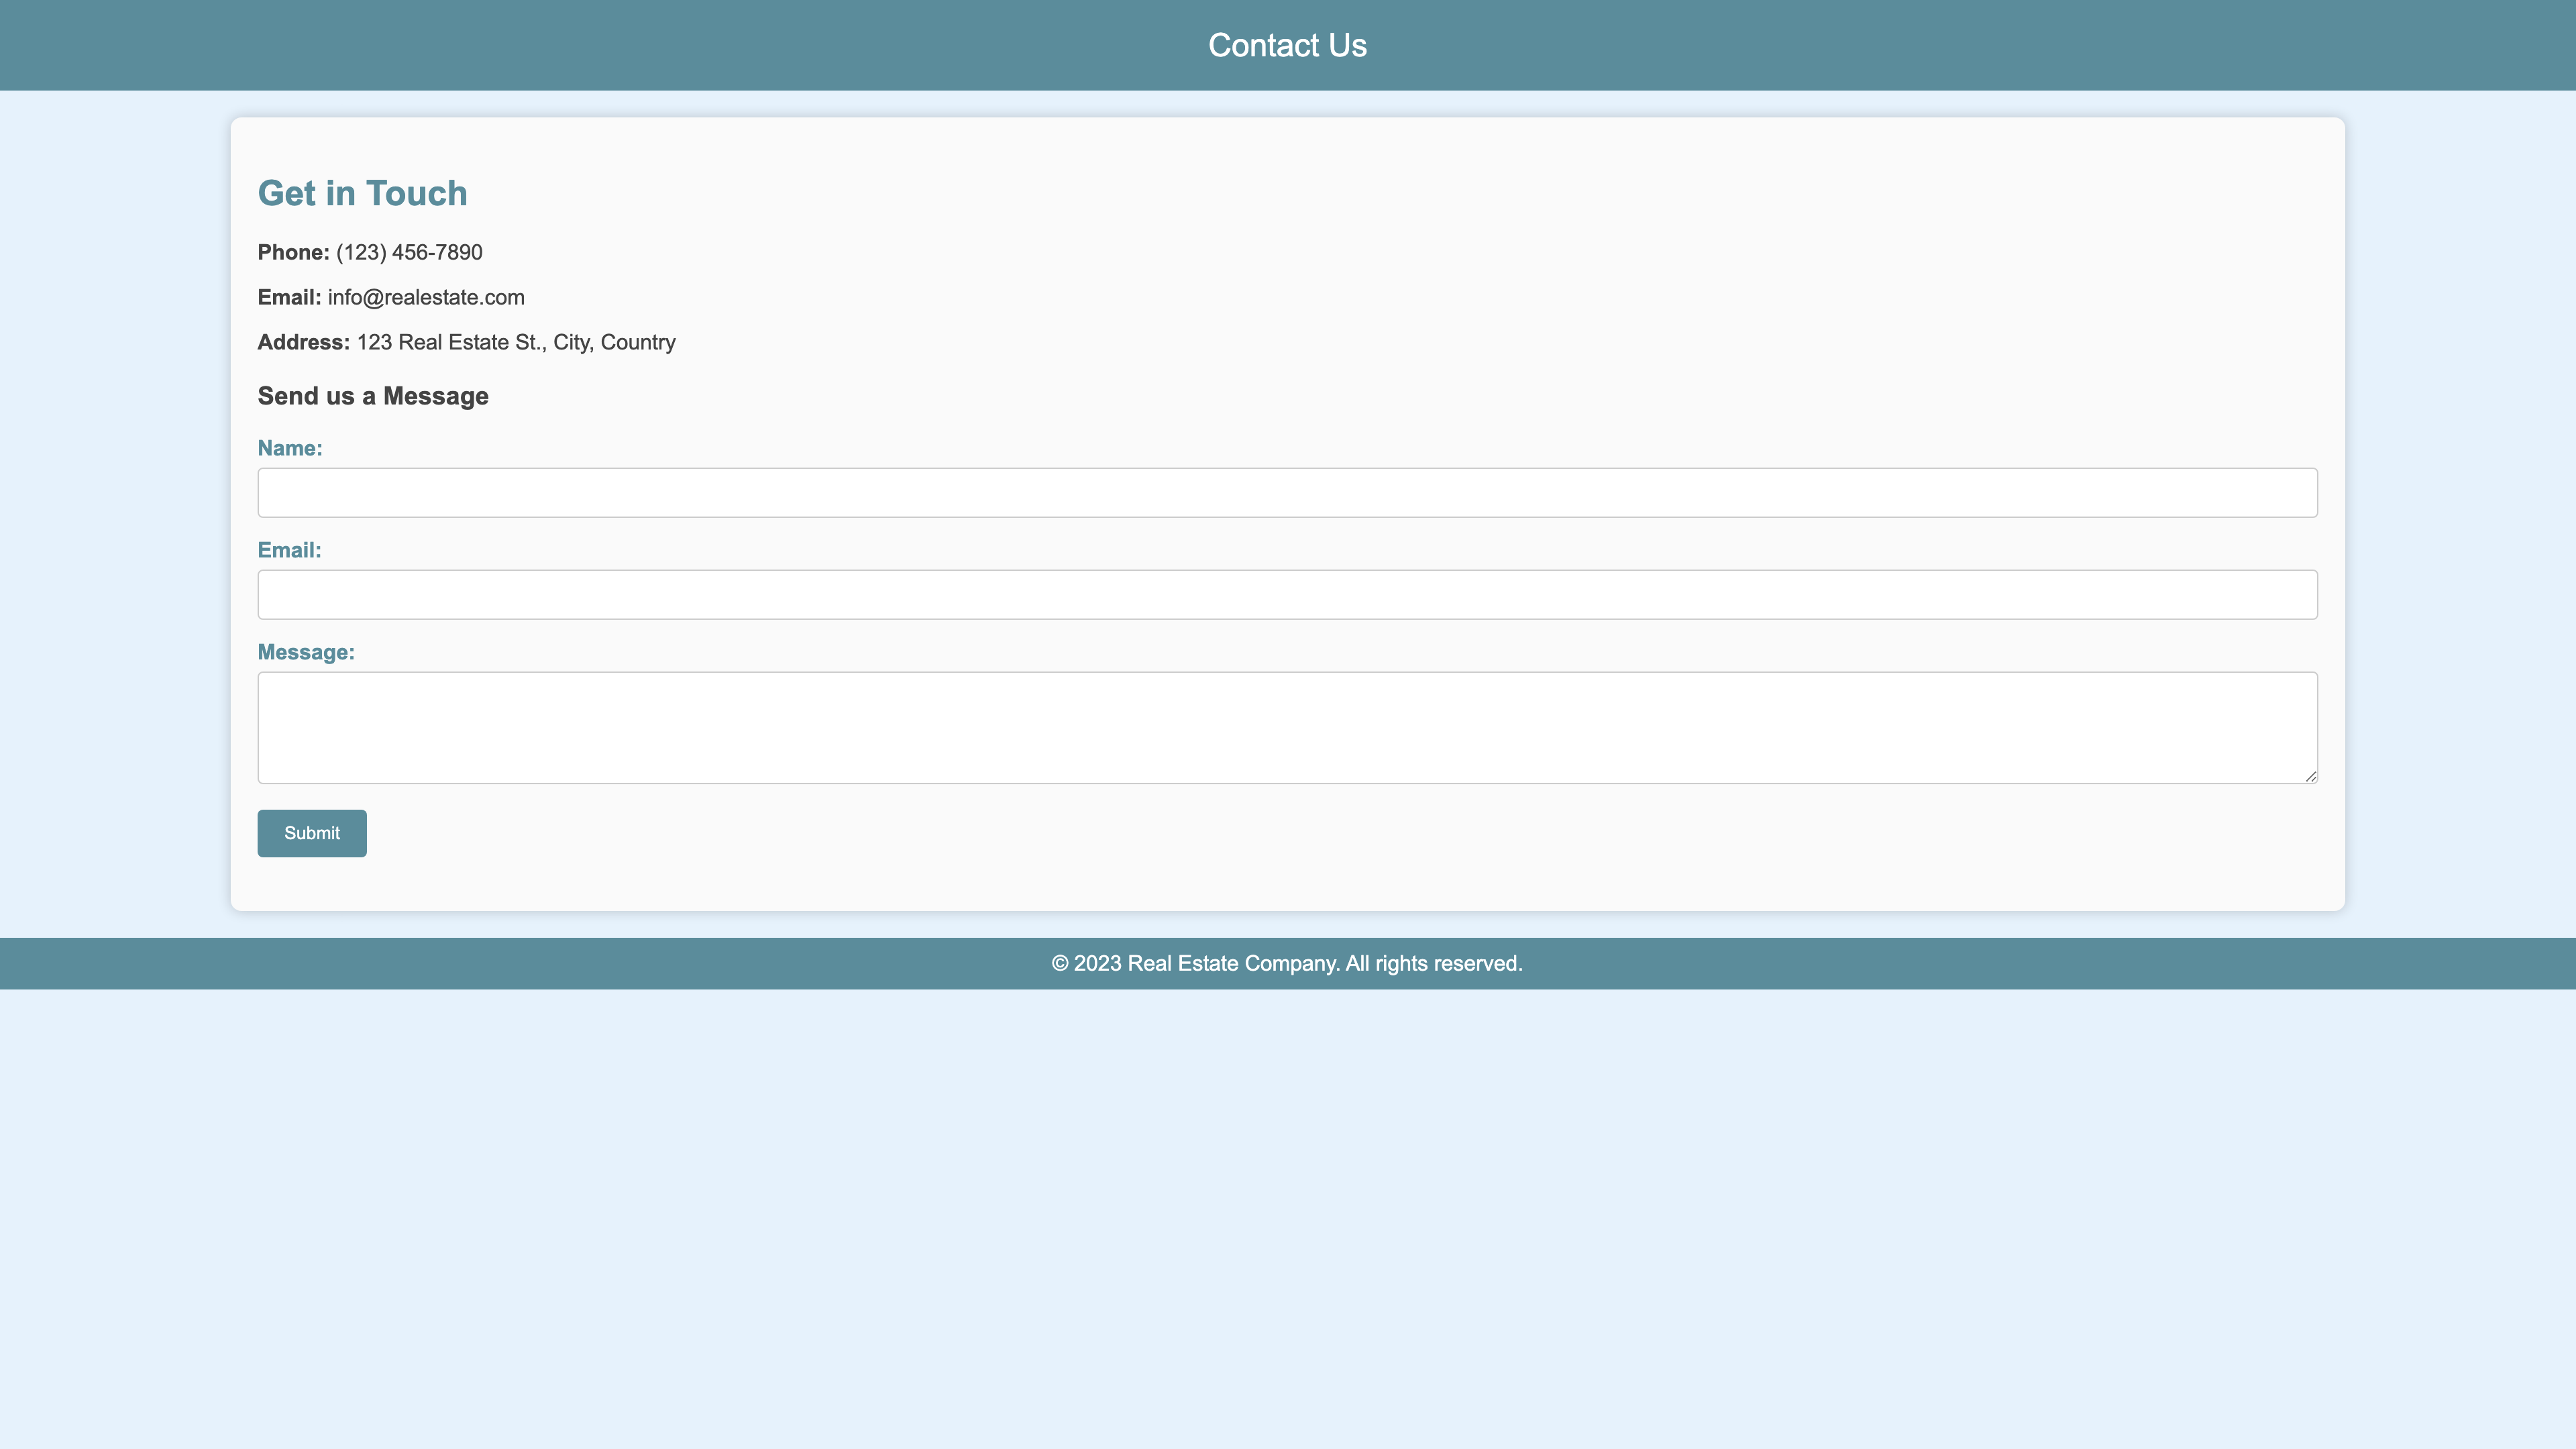 Contact Us
Get in Touch
Phone: (123) 456-7890
Email: info@realestate.com
Address: 123 Real Estate St., City, Country
Send us a Message
Name:
Email:
Message:
Submit
© 2023 Real Estate Company. All rights reserved.